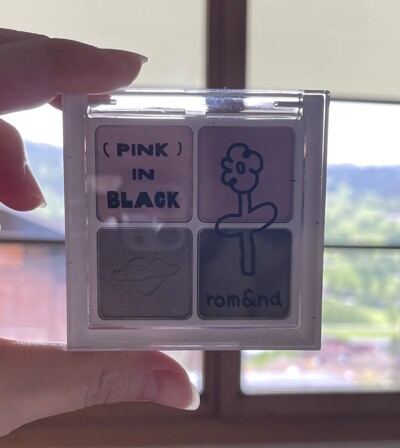 ( PINK )
IN
BLACK
rom&nd